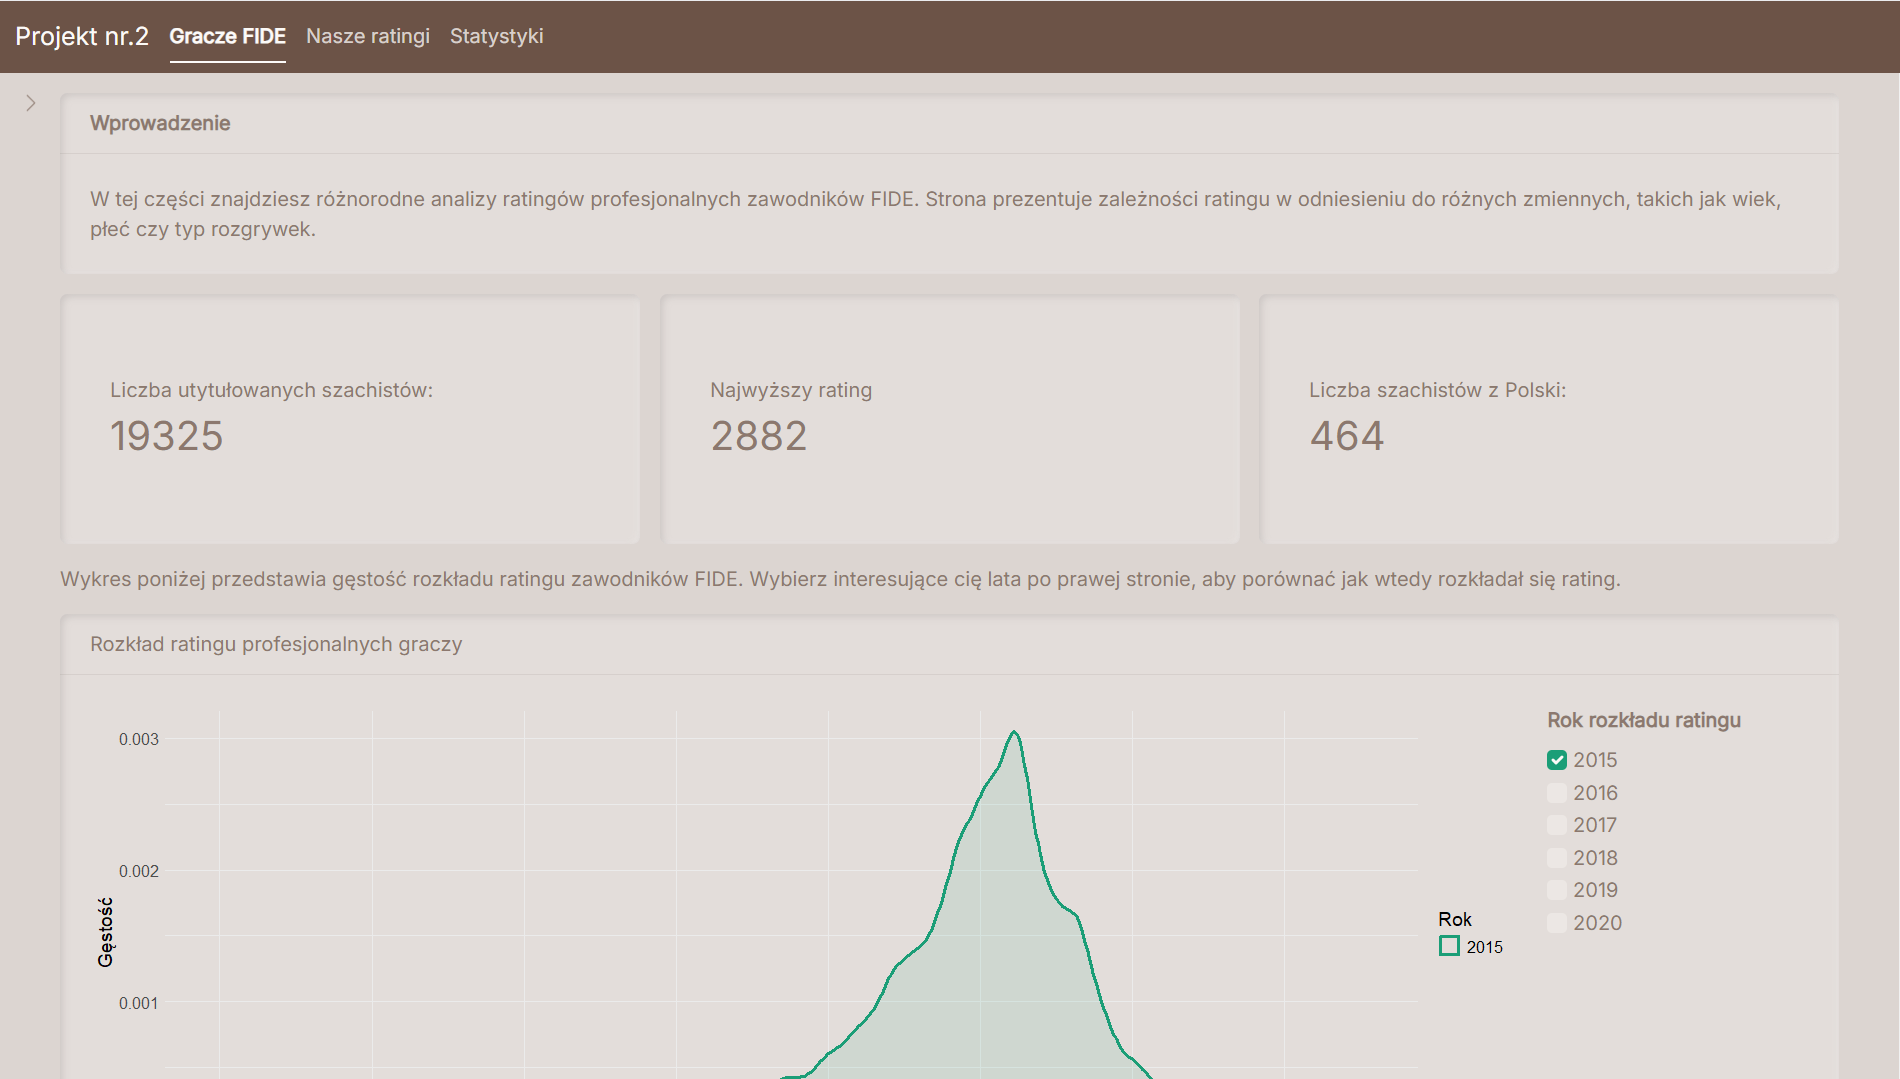 Projekt nr.2 Gracze FIDE Nasze ratingi Statystyki
Wprowadzenie
W tej części znajdziesz różnorodne analizy ratingów profesjonalnych zawodników FIDE. Strona prezentuje zależności ratingu w odniesieniu do różnych zmiennych, takich jak wiek,
płeć czy typ rozgrywek.
Liczba utytułowanych szachistów:
19325
Najwyższy rating
2882
Liczba szachistów z Polski:
464
Wykres poniżej przedstawia gęstość rozkładu ratingu zawodników FIDE. Wybierz interesujące cię lata po prawej stronie, aby porównać jak wtedy rozkładał się rating.
Rozkład ratingu profesjonalnych graczy
0.003
0.002
0.001
Gęstość
Rok
2015
Rok rozkładu ratingu
2015
2016
2017
2018
2019
2020